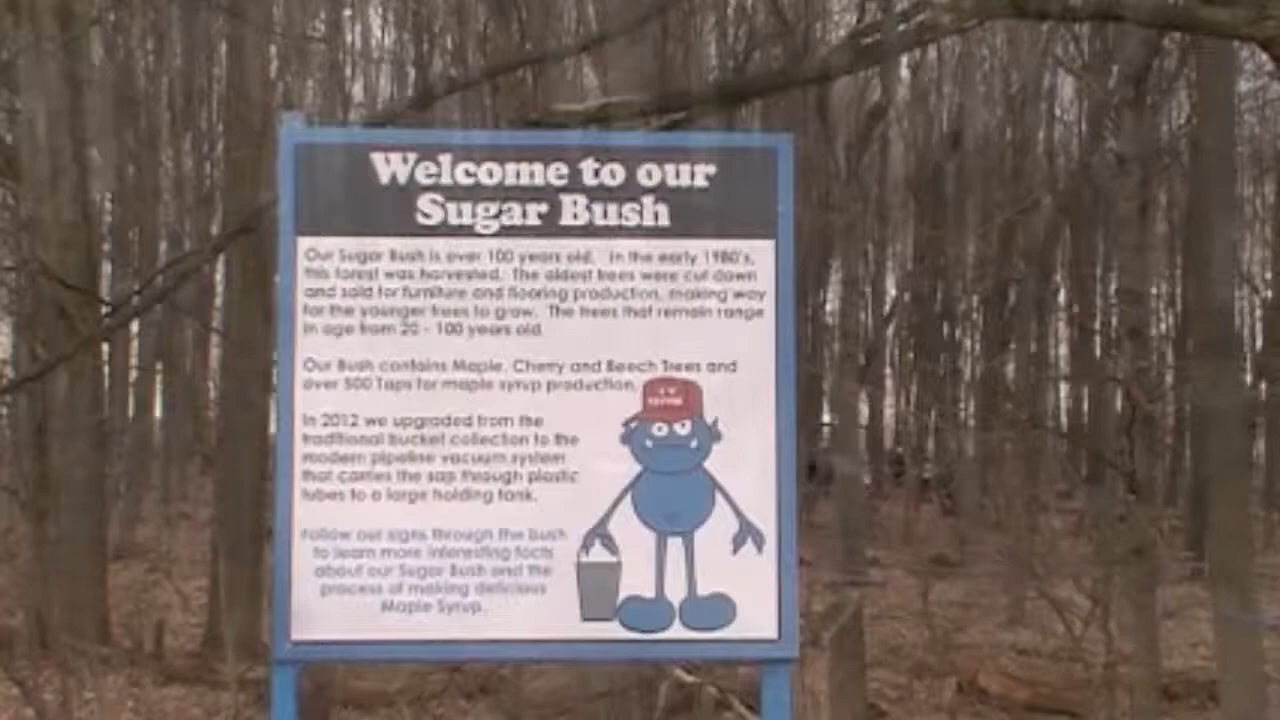 Welcome to our
Sugar Bush
Our Sugar Bush is over 100 years old. In the early 1980's,
this forest was harvested. The oldest trees were cut down
and sold for furniture and flooring production, making way
for the younger trees to grow. The trees that remain range
in age from 20 - 100 years old.
Our Bush contains Maple, Cherry and Beech Trees and
over 500 Taps for maple syrup production.
In 2012 we upgraded from the
traditional bucket collection to the
modern pipeline vacuum system
that carries the sap through plastic
tubes to a large holding tank.
Follow our signs through the bush
to learn more interesting facts
about our Sugar Bush and the
process of making delicious
Maple Syrup.